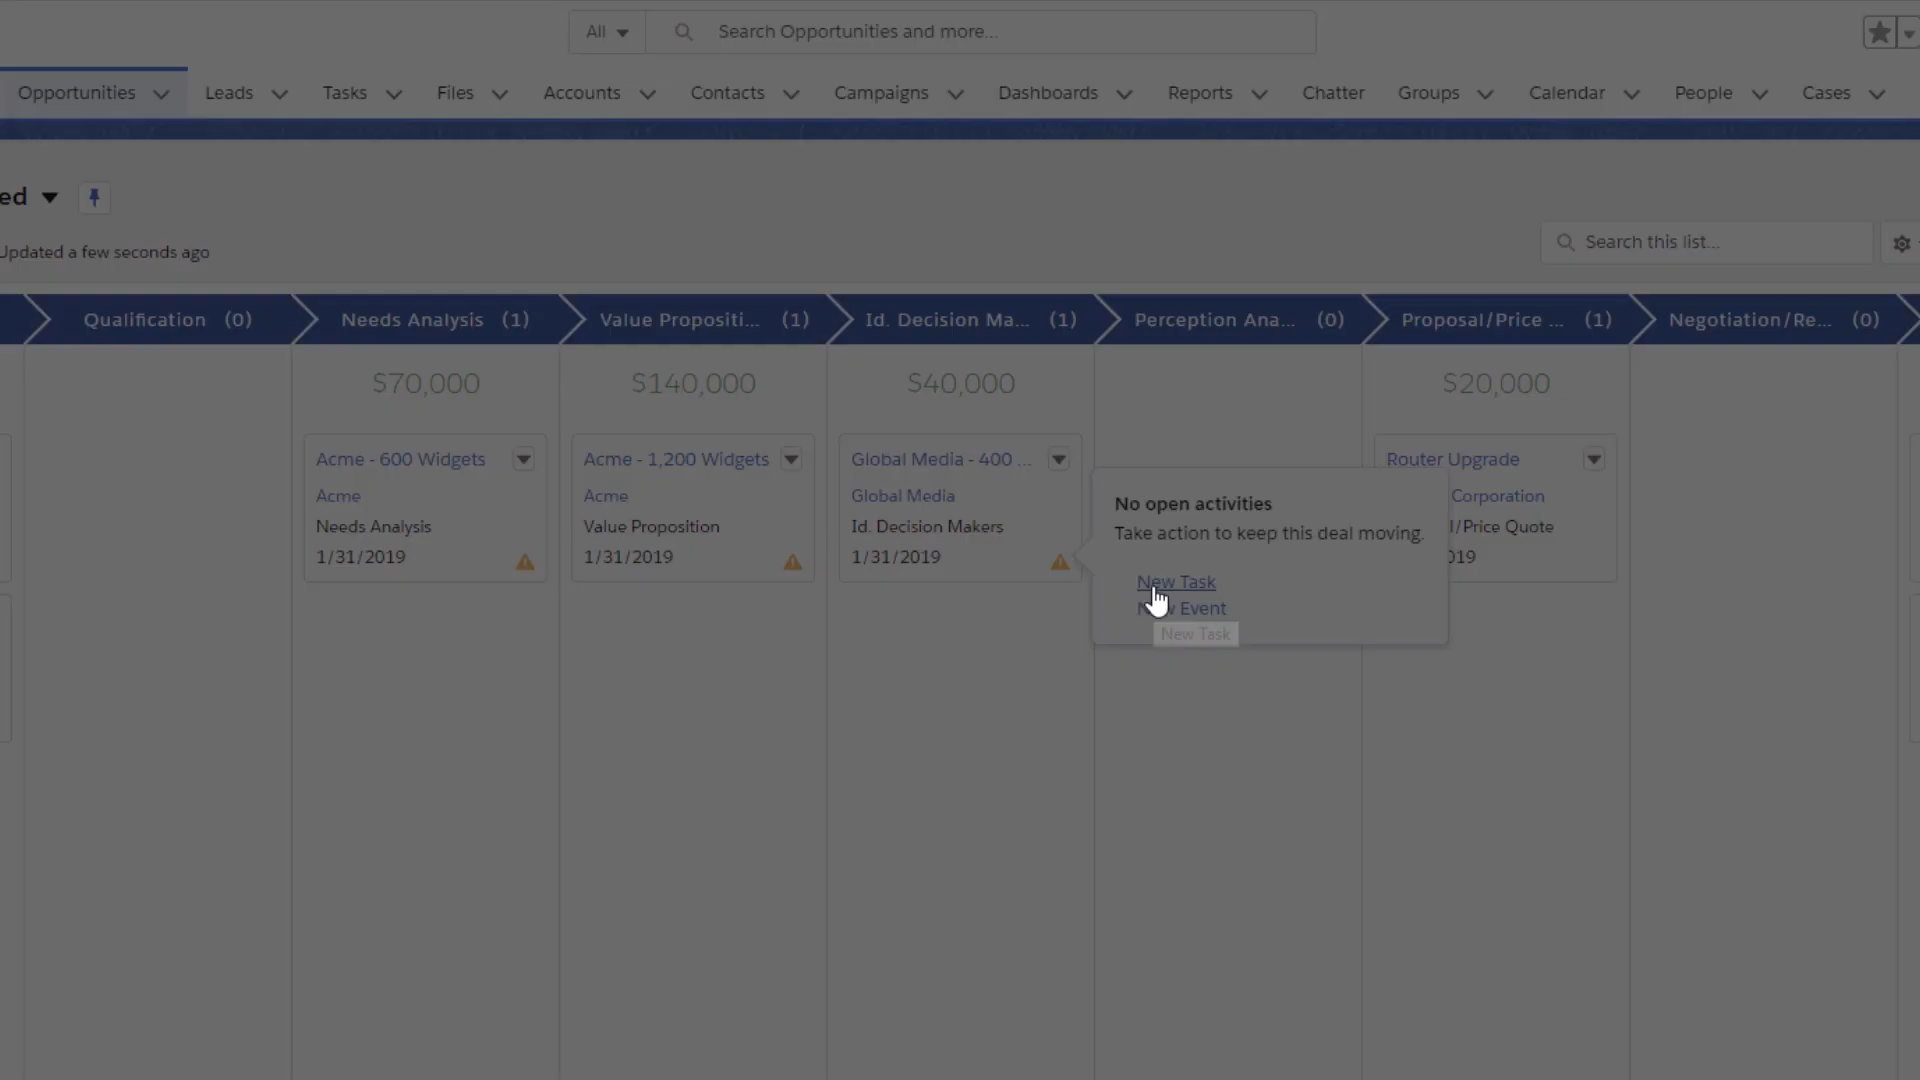 All
Search Opportunities and more...
Opportunities Leads Tasks Files Accounts Contacts Campaigns Dashboards Reports Chatter Groups Calendar People Cases
ed
Updated a few seconds ago
Search this list...
Qualification (0) Needs Analysis (1) Value Propositi... (1) Id. Decision Ma... (1) Perception Ana... (0) Proposal/Price ... (1) Negotiation/Re... (0)
$70,000 $140,000 $40,000 $20,000
Acme - 600 Widgets
Acme
Needs Analysis
1/31/2019
Acme - 1,200 Widgets
Acme
Value Proposition
1/31/2019
Global Media - 400 ...
Global Media
Id. Decision Makers
1/31/2019
No open activities
Take action to keep this deal moving.
New Task
New Event
New Task
Router Upgrade
Corporation
l/Price Quote
019